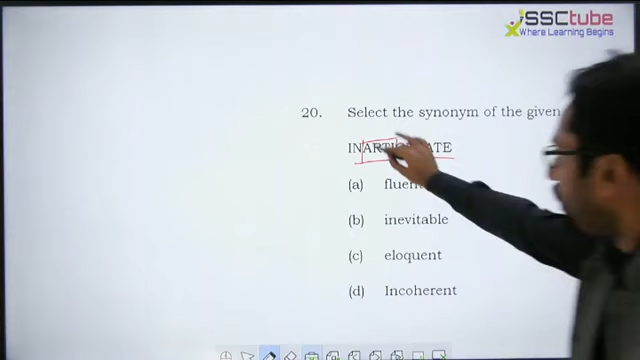 SSCtube
Where Learning Begins
20. Select the synonym of the given
(a)
(b) inevitable
(c) eloquent
(d) Incoherent